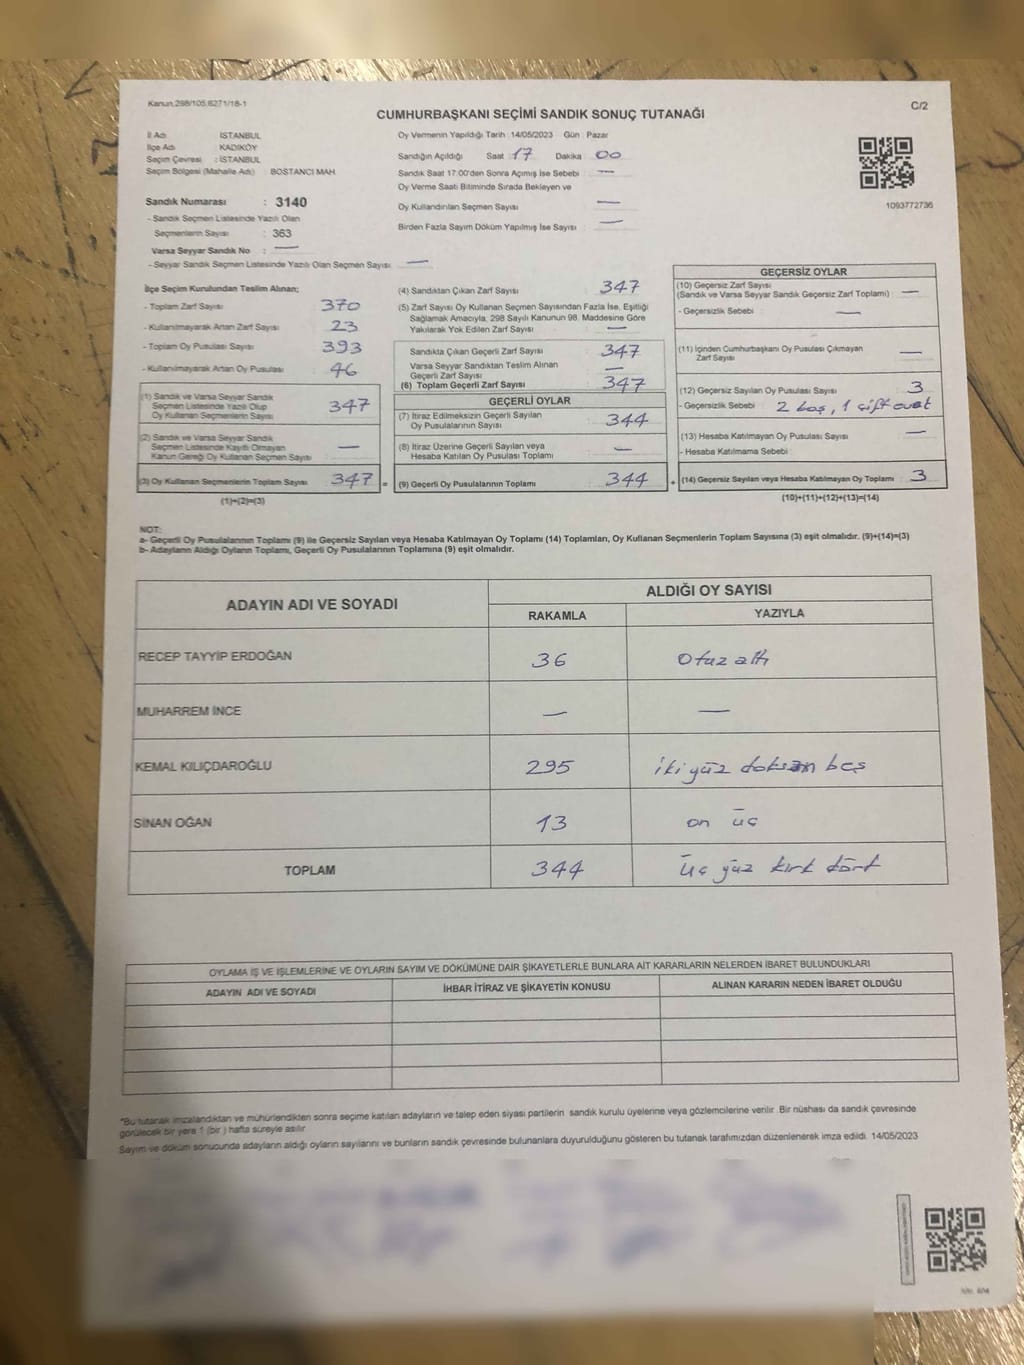 Kanun.298/105,6271/18-1
C/2
CUMHURBAŞKANI SEÇİMİ SANDIK SONUÇ TUTANAĞI
İl Adı İSTANBUL
İlçe Adı KADIKÖY
Seçim Çevresi : İSTANBUL
Seçim Bölgesi (Mahalle Adı) : BOSTANCI MAH.
Sandık Numarası : 3140
- Sandık Seçmen Listesinde Yazılı Olan
Seçmenlerin Sayısı : 363
Varsa Seyyar Sandık No : —
- Seyyar Sandık Seçmen Listesinde Yazılı Olan Seçmen Sayısı : —
Oy Vermenin Yapıldığı Tarih : 14/05/2023 Gün : Pazar
Sandığın Açıldığı Saat 17 Dakika 00
Sandık Saat 17:00'den Sonra Açılmış İse Sebebi —
Oy Verme Saati Bitiminde Sırada Bekleyen ve
Oy Kullandırılan Seçmen Sayısı —
Birden Fazla Sayım Döküm Yapılmış İse Sayısı —
1093772736
İlçe Seçim Kurulundan Teslim Alınan;
- Toplam Zarf Sayısı 370
- Kullanılmayarak Artan Zarf Sayısı : 23
- Toplam Oy Pusulası Sayısı : 393
- Kullanılmayarak Artan Oy Pusulası : 46
(1) Sandık ve Varsa Seyyar Sandık
Seçmen Listesinde Yazılı Olup
Oy Kullanan Seçmenlerin Sayısı : 347
(2) Sandık ve Varsa Seyyar Sandık
Seçmen Listesinde Kayıtlı Olmayan
Kanun Gereği Oy Kullanan Seçmen Sayısı : —
(3) Oy Kullanan Seçmenlerin Toplam Sayısı : 347 =
(1)+(2)=(3)
(4) Sandıktan Çıkan Zarf Sayısı : 347
(5) Zarf Sayısı Oy Kullanan Seçmen Sayısından Fazla İse, Eşitliği
Sağlamak Amacıyla, 298 Sayılı Kanunun 98. Maddesine Göre
Yakılarak Yok Edilen Zarf Sayısı : —
Sandıkta Çıkan Geçerli Zarf Sayısı : 347
Varsa Seyyar Sandıktan Teslim Alınan
Geçerli Zarf Sayısı : —
(6) Toplam Geçerli Zarf Sayısı : 347
GEÇERLİ OYLAR
(7) İtiraz Edilmeksizin Geçerli Sayılan
Oy Pusulalarının Sayısı : 344
(8) İtiraz Üzerine Geçerli Sayılan veya
Hesaba Katılan Oy Pusulası Toplamı : —
(9) Geçerli Oy Pusulalarının Toplamı : 344 +
GEÇERSİZ OYLAR
(10) Geçersiz Zarf Sayısı
(Sandık ve Varsa Seyyar Sandık Geçersiz Zarf Toplamı) : —
- Geçersizlik Sebebi : —
(11) İçinden Cumhurbaşkanı Oy Pusulası Çıkmayan
Zarf Sayısı : —
(12) Geçersiz Sayılan Oy Pusulası Sayısı : 3
- Geçersizlik Sebebi : 2 boş, 1 çift evet
(13) Hesaba Katılmayan Oy Pusulası Sayısı : —
- Hesaba Katılmama Sebebi :
(14) Geçersiz Sayılan veya Hesaba Katılmayan Oy Toplamı : 3
(10)+(11)+(12)+(13)=(14)
NOT:
a- Geçerli Oy Pusulalarının Toplamı (9) ile Geçersiz Sayılan veya Hesaba Katılmayan Oy Toplamı (14) Toplamları, Oy Kullanan Seçmenlerin Toplam Sayısına (3) eşit olmalıdır. (9)+(14)=(3)
b- Adayların Aldığı Oyların Toplamı, Geçerli Oy Pusulalarının Toplamına (9) eşit olmalıdır.
ADAYIN ADI VE SOYADI ALDIĞI OY SAYISI
RAKAMLA YAZIYLA
RECEP TAYYİP ERDOĞAN 36 Otuz altı
MUHARREM İNCE — —
KEMAL KILIÇDAROĞLU 295 iki yüz doksan beş
SİNAN OĞAN 13 on üç
TOPLAM 344 üç yüz kırk dört
OYLAMA İŞ VE İŞLEMLERİNE VE OYLARIN SAYIM VE DÖKÜMÜNE DAİR ŞİKAYETLERLE BUNLARA AİT KARARLARIN NELERDEN İBARET BULUNDUKLARI
ADAYIN ADI VE SOYADI İHBAR İTİRAZ VE ŞİKAYETİN KONUSU ALINAN KARARIN NEDEN İBARET OLDUĞU
*Bu tutanak imzalandıktan ve mühürlendikten sonra seçime katılan adayların ve talep eden siyasi partilerin sandık kurulu üyelerine veya gözlemcilerine verilir. Bir nüshası da sandık çevresinde
görülecek bir yere 1 (bir) hafta süreyle asılır
Sayım ve döküm sonucunda adayların aldığı oyların sayılarını ve bunların sandık çevresinde bulunanlara duyurulduğunu gösteren bu tutanak tarafımızdan düzenlenerek imza edildi. 14/05/2023